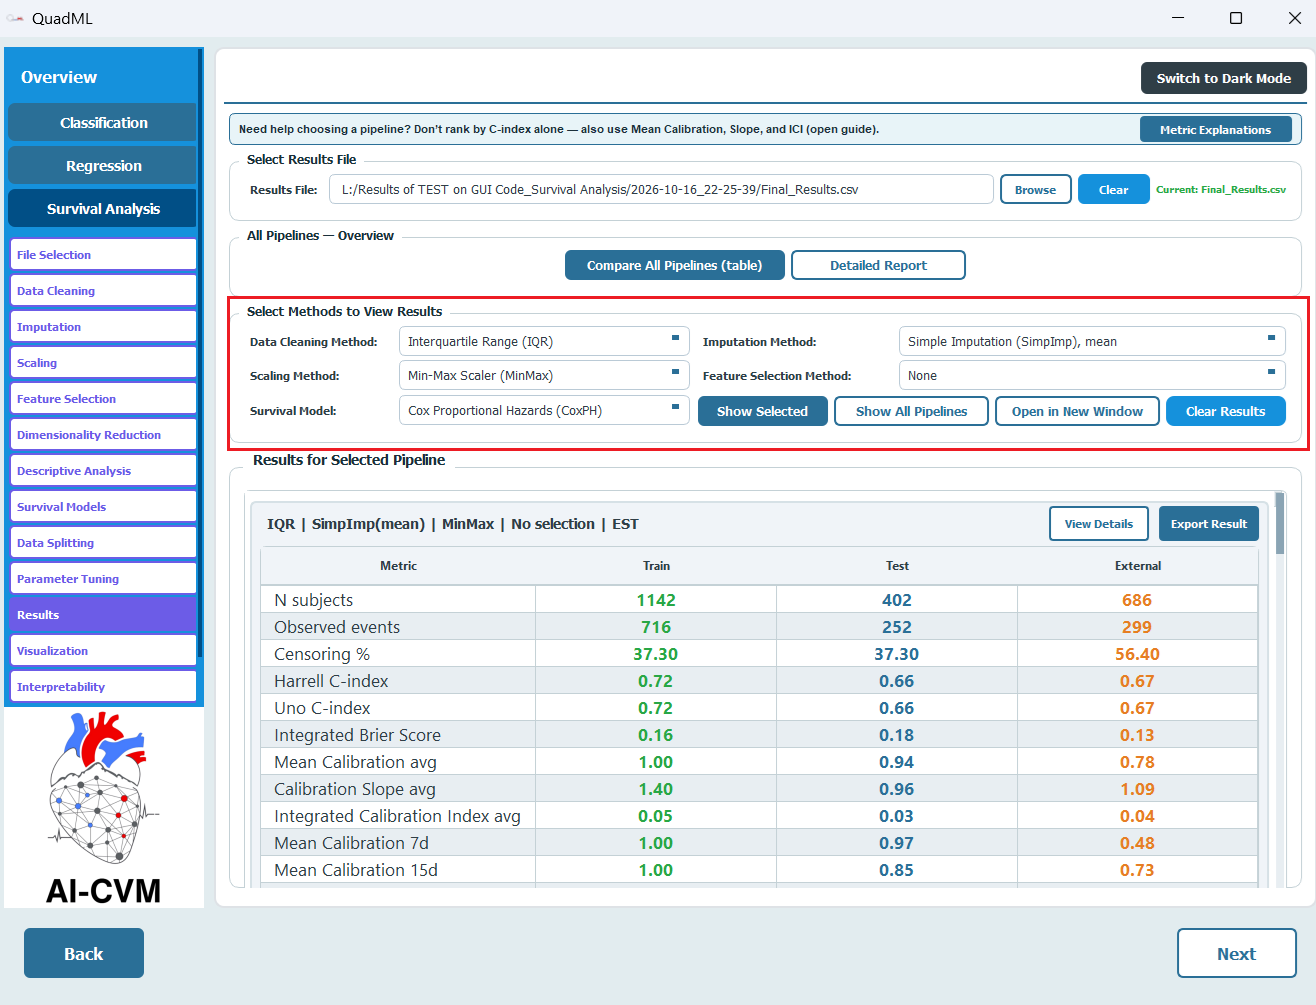 QuadML
Overview
Classification
Regression
Survival Analysis
File Selection
Data Cleaning
Imputation
Scaling
Feature Selection
Dimensionality Reduction
Descriptive Analysis
Survival Models
Data Splitting
Parameter Tuning
Results
Visualization
Interpretability
AI-CVM
Switch to Dark Mode
Need help choosing a pipeline? Don't rank by C-index alone — also use Mean Calibration, Slope, and ICI (open guide). Metric Explanations
Select Results File
Results File: L:/Results of TEST on GUI Code_Survival Analysis/2026-10-16_22-25-39/Final_Results.csv Browse Clear Current: Final_Results.csv
All Pipelines — Overview
Compare All Pipelines (table) Detailed Report
Select Methods to View Results
Data Cleaning Method: Interquartile Range (IQR) Imputation Method: Simple Imputation (SimpImp), mean
Scaling Method: Min-Max Scaler (MinMax) Feature Selection Method: None
Survival Model: Cox Proportional Hazards (CoxPH) Show Selected Show All Pipelines Open in New Window Clear Results
Results for Selected Pipeline
IQR | SimpImp(mean) | MinMax | No selection | EST View Details Export Result
Metric Train Test External
N subjects 1142 402 686
Observed events 716 252 299
Censoring % 37.30 37.30 56.40
Harrell C-index 0.72 0.66 0.67
Uno C-index 0.72 0.66 0.67
Integrated Brier Score 0.16 0.18 0.13
Mean Calibration avg 1.00 0.94 0.78
Calibration Slope avg 1.40 0.96 1.09
Integrated Calibration Index avg 0.05 0.03 0.04
Mean Calibration 7d 1.00 0.97 0.48
Mean Calibration 15d 1.00 0.85 0.73
Back Next